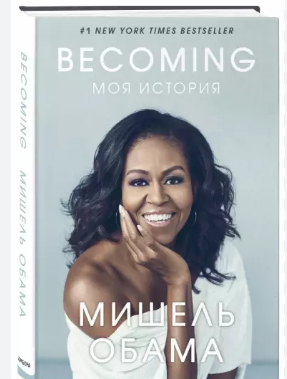 #1 NEW YORK TIMES BESTSELLER
BECOMING
МОЯ ИСТОРИЯ
МИШЕЛЬ
ОБАМА
BECOMING МИШЕЛЬ ОБАМА